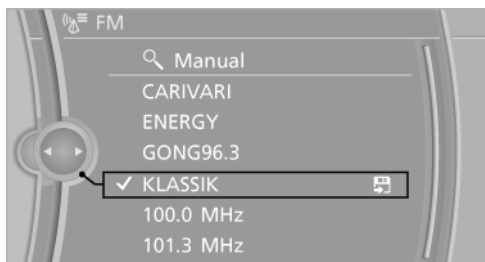 FM
Manual
CARIVARI
ENERGY
GONG96.3
KLASSIK
100.0 MHz
101.3 MHz